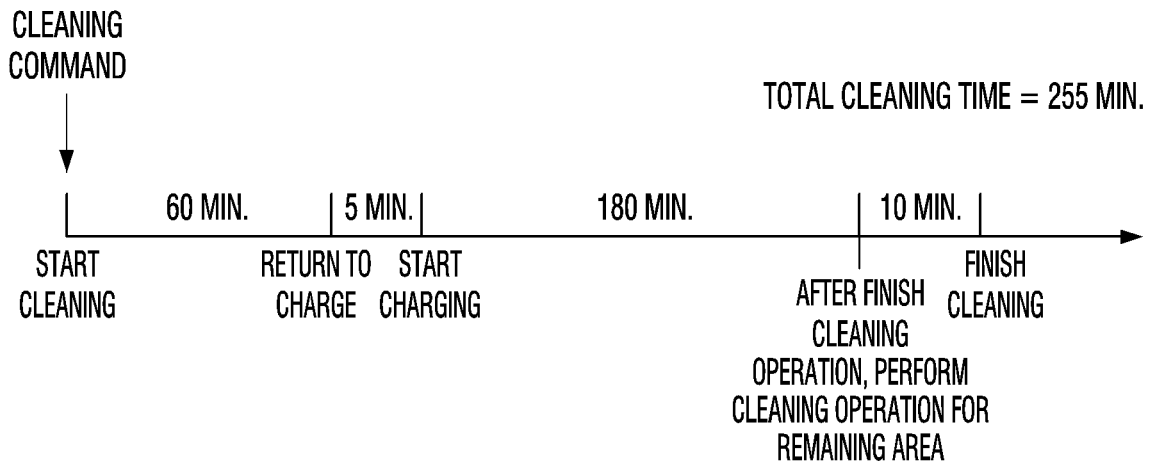 CLEANING
COMMAND
TOTAL CLEANING TIME = 255 MIN.
60 MIN.
5 MIN.
180 MIN.
10 MIN.
START
CLEANING
RETURN TO
CHARGE
START
CHARGING
AFTER FINISH
CLEANING
OPERATION, PERFORM
CLEANING OPERATION FOR
REMAINING AREA
FINISH
CLEANING